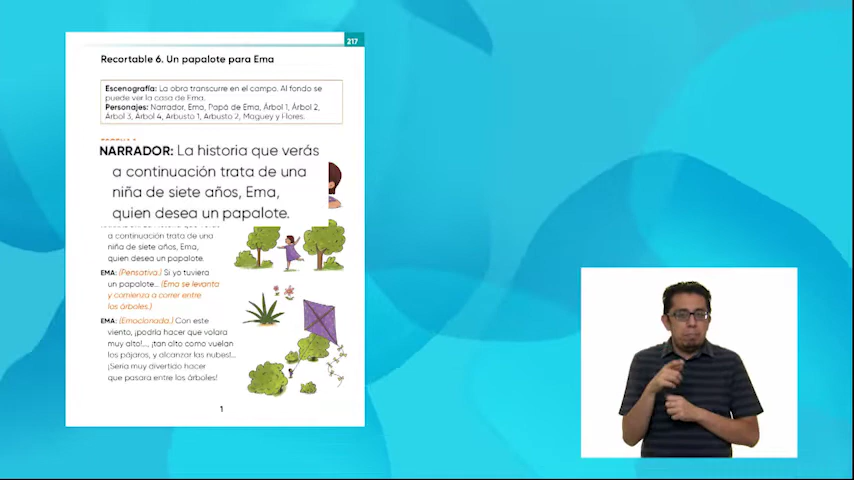 217
Recortable 6. Un papalote para Ema
Escenografía: La obra transcurre en el campo. Al fondo se
puede ver la casa de Ema.
Personajes: Narrador, Ema, Papá de Ema, Árbol 1, Árbol 2,
Árbol 3, Árbol 4, Arbusto 1, Arbusto 2, Maguey y Flores.
NARRADOR: La historia que verás
a continuación trata de una
niña de siete años, Ema,
quien desea un papalote.
a continuación trata de una
niña de siete años, Ema,
quien desea un papalote.
EMA: (Pensativa.) Si yo tuviera
un papalote... (Ema se levanta
y comienza a correr entre
los árboles.)
EMA: (Emocionada.) Con este
viento, ¡podría hacer que volara
muy alto!..., ¡tan alto como vuelan
los pájaros, y alcanzar las nubes!...
¡Sería muy divertido hacer
que pasara entre los árboles!
1